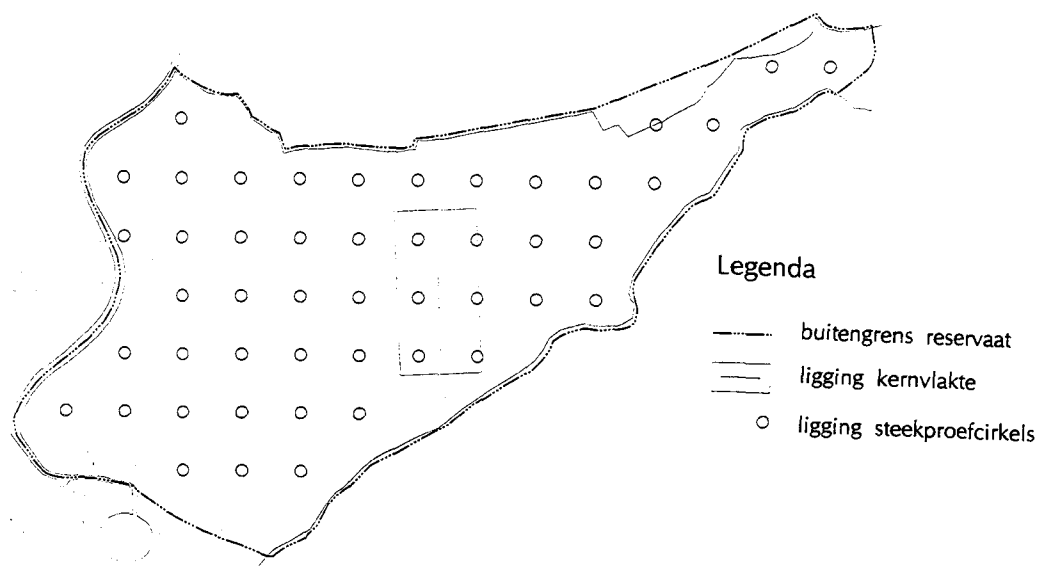 Legenda
buitengrens reservaat
ligging kernvlakte
ligging steekproefcirkels